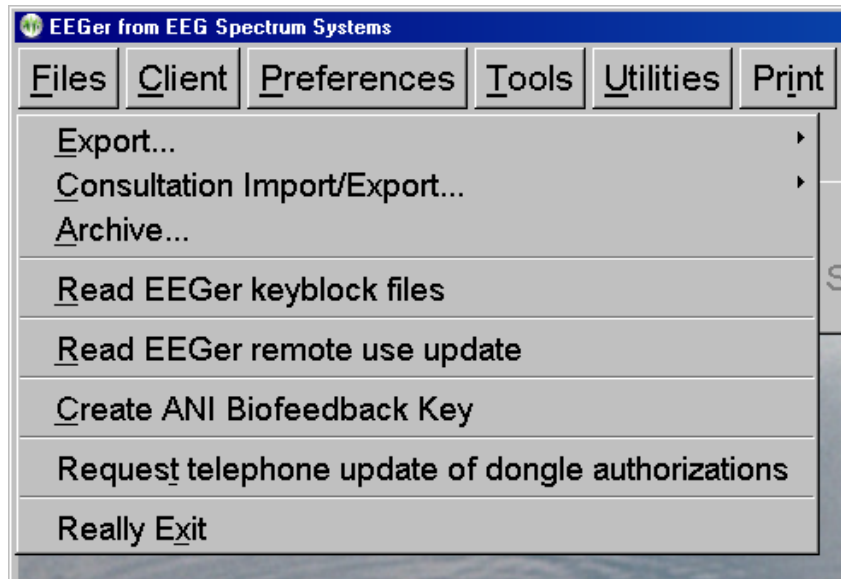 EEGer from EEG Spectrum Systems
Files Client Preferences Tools Utilities Print
Export...
Consultation Import/Export...
Archive...
Read EEGer keyblock files
Read EEGer remote use update
Create ANI Biofeedback Key
Request telephone update of dongle authorizations
Really Exit